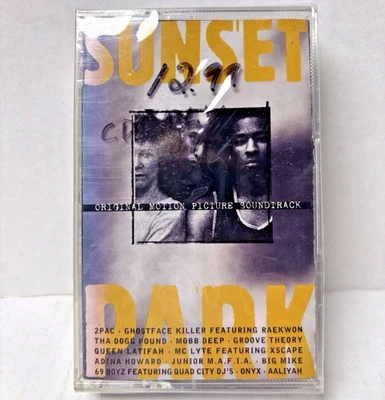 SUNSET
12.99
ORIGINAL MOTION PICTURE SOUNDTRACK
PARK
2PAC · GHOSTFACE KILLER FEATURING RAEKWON
THA DOGG POUND · MOBB DEEP · GROOVE THEORY
QUEEN LATIFAH · MC LYTE FEATURING XSCAPE
ADINA HOWARD · JUNIOR M.A.F.I.A. · BIG MIKE
69 BOYZ FEATURING QUAD CITY DJ'S · ONYX · AALIYAH